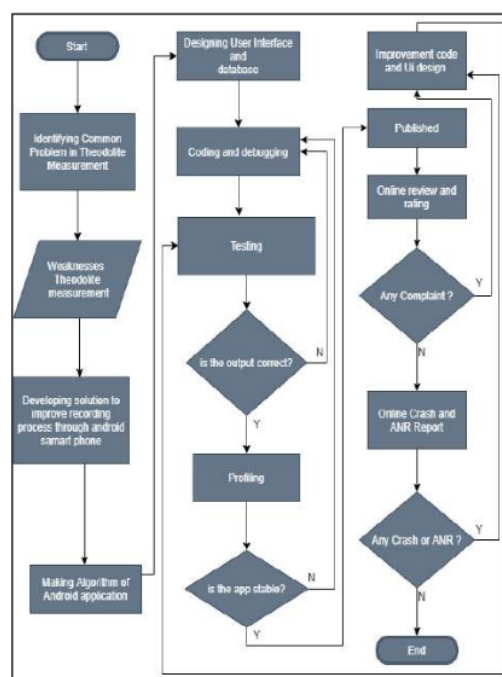 Start
Identifying Common
Problem in Theodolite
Measurement
Weaknesses
Theodolite
measurement
Developing solution to
improve recording
process through android
samart phone
Making Algorithm of
Android application
Designing User Interface
and
database
Coding and debugging
Testing
is the output correct?
N
Y
Profiling
is the app stable?
N
Y
Improvement code
and Ui design
Published
Online review and
rating
Any Complaint ?
Y
N
Online Crash and
ANR Report
Any Crash or ANR ?
Y
N
End